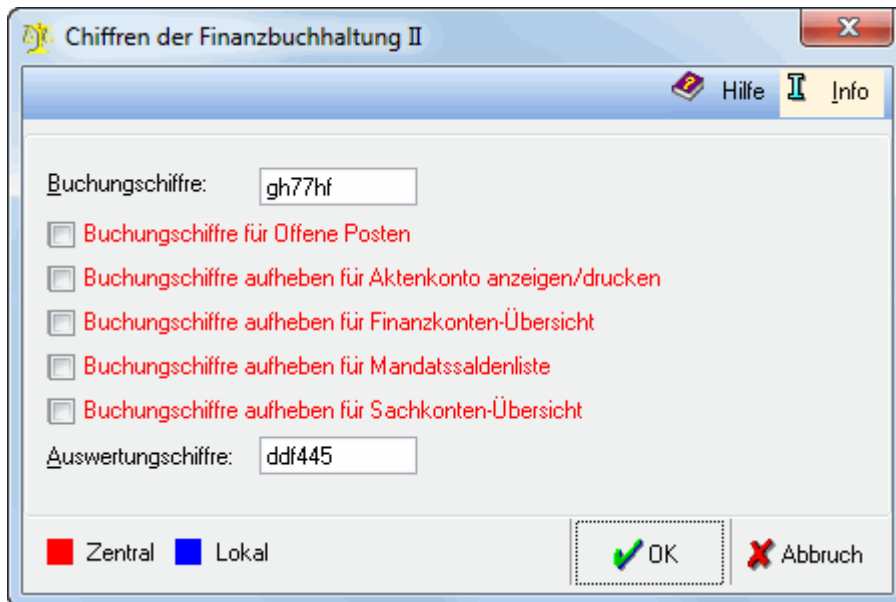 Chiffren der Finanzbuchhaltung II
Hilfe Info
Buchungschiffre: gh77hf
Buchungschiffre für Offene Posten
Buchungschiffre aufheben für Aktenkonto anzeigen/drucken
Buchungschiffre aufheben für Finanzkonten-Übersicht
Buchungschiffre aufheben für Mandatssaldenliste
Buchungschiffre aufheben für Sachkonten-Übersicht
Auswertungschiffre: ddf445
Zentral Lokal OK Abbruch